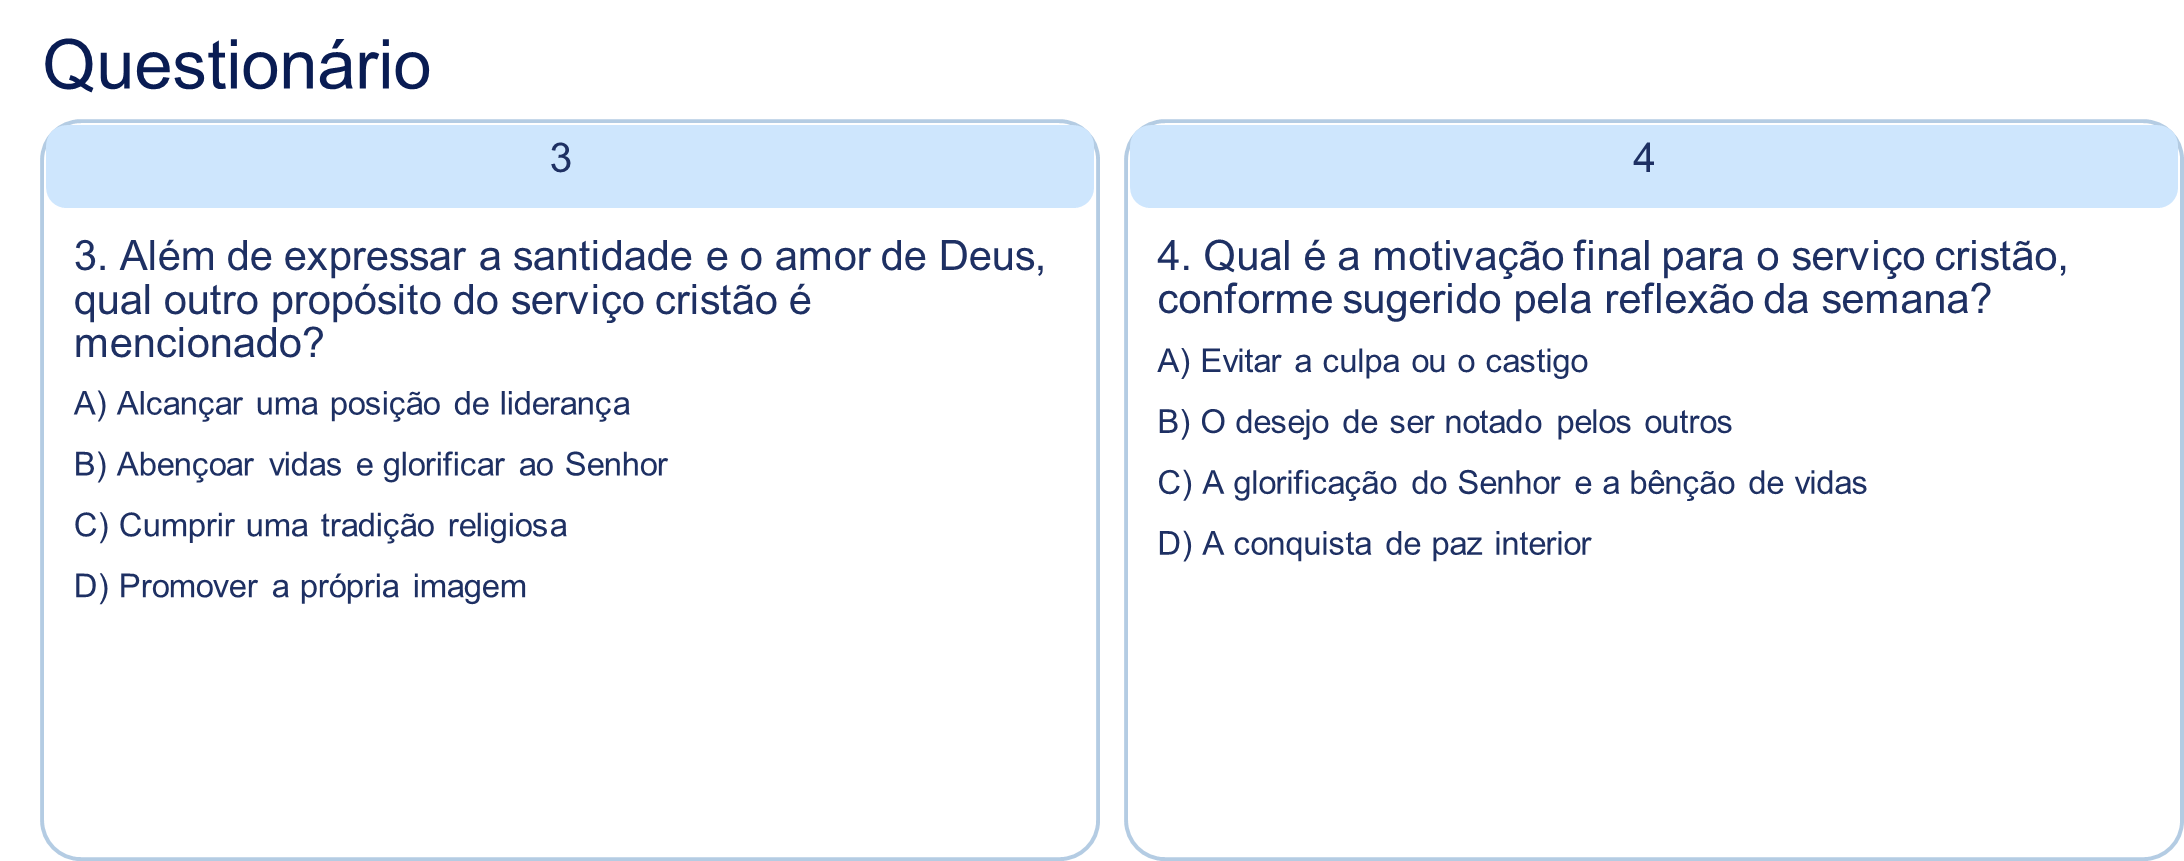 Questionário
3
3. Além de expressar a santidade e o amor de Deus,
qual outro propósito do serviço cristão é
mencionado?
A) Alcançar uma posição de liderança
B) Abençoar vidas e glorificar ao Senhor
C) Cumprir uma tradição religiosa
D) Promover a própria imagem
4
4. Qual é a motivação final para o serviço cristão,
conforme sugerido pela reflexão da semana?
A) Evitar a culpa ou o castigo
B) O desejo de ser notado pelos outros
C) A glorificação do Senhor e a bênção de vidas
D) A conquista de paz interior